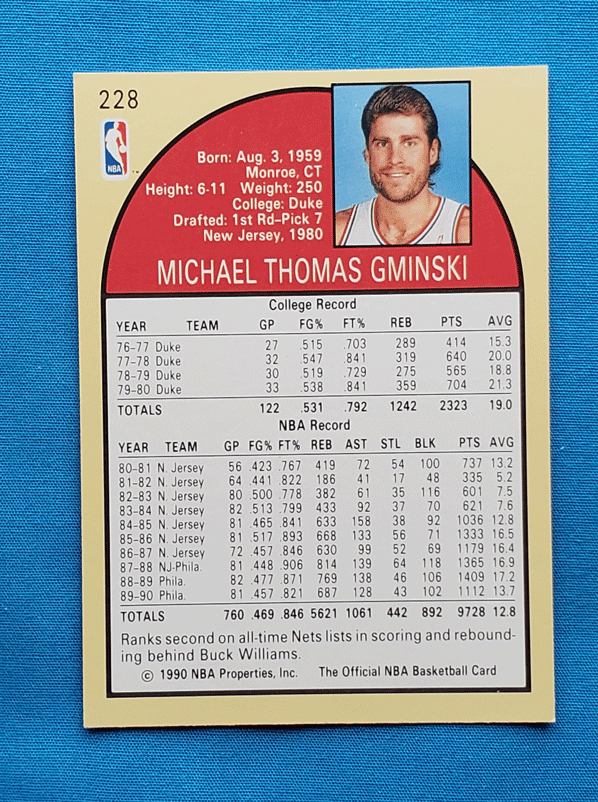 228
NBA
Born: Aug. 3, 1959
Monroe, CT
Height: 6-11 Weight: 250
College: Duke
Drafted: 1st Rd-Pick 7
New Jersey, 1980
MICHAEL THOMAS GMINSKI
College Record
YEAR TEAM GP FG% FT% REB PTS AVG
76-77 Duke 27 .515 .703 289 414 15.3
77-78 Duke 32 .547 .841 319 640 20.0
78-79 Duke 30 .519 .729 275 565 18.8
79-80 Duke 33 .538 .841 359 704 21.3
TOTALS 122 .531 .792 1242 2323 19.0
NBA Record
YEAR TEAM GP FG% FT% REB AST STL BLK PTS AVG
80-81 N. Jersey 56 .423 .767 419 72 54 100 737 13.2
81-82 N. Jersey 64 .441 .822 186 41 17 48 335 5.2
82-83 N. Jersey 80 .500 .778 382 61 35 116 601 7.5
83-84 N. Jersey 82 .513 .799 433 92 37 70 621 7.6
84-85 N. Jersey 81 .465 .841 633 158 38 92 1036 12.8
85-86 N. Jersey 81 .517 .893 668 133 56 71 1333 16.5
86-87 N. Jersey 72 .457 .846 630 99 52 69 1179 16.4
87-88 NJ-Phila. 81 .448 .906 814 139 64 118 1365 16.9
88-89 Phila. 82 .477 .871 769 138 46 106 1409 17.2
89-90 Phila. 81 .457 .821 687 128 43 102 1112 13.7
TOTALS 760 .469 .846 5621 1061 442 892 9728 12.8
Ranks second on all-time Nets lists in scoring and rebound-
ing behind Buck Williams.
© 1990 NBA Properties, Inc. The Official NBA Basketball Card